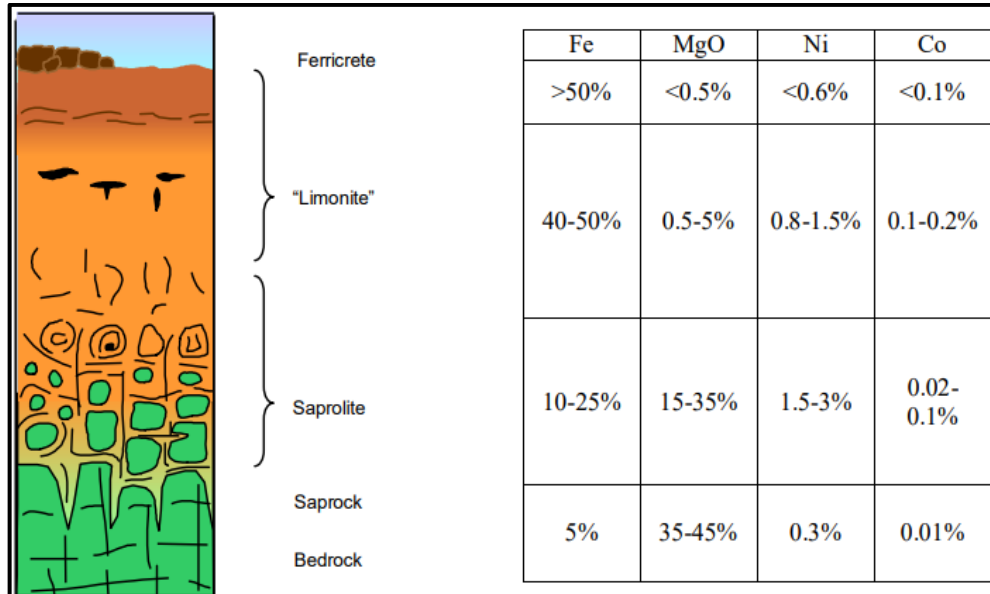 Ferricrete
"Limonite"
Saprolite
Saprock
Bedrock
Fe MgO Ni Co
>50% <0.5% <0.6% <0.1%
40-50% 0.5-5% 0.8-1.5% 0.1-0.2%
10-25% 15-35% 1.5-3% 0.02-
0.1%
5% 35-45% 0.3% 0.01%